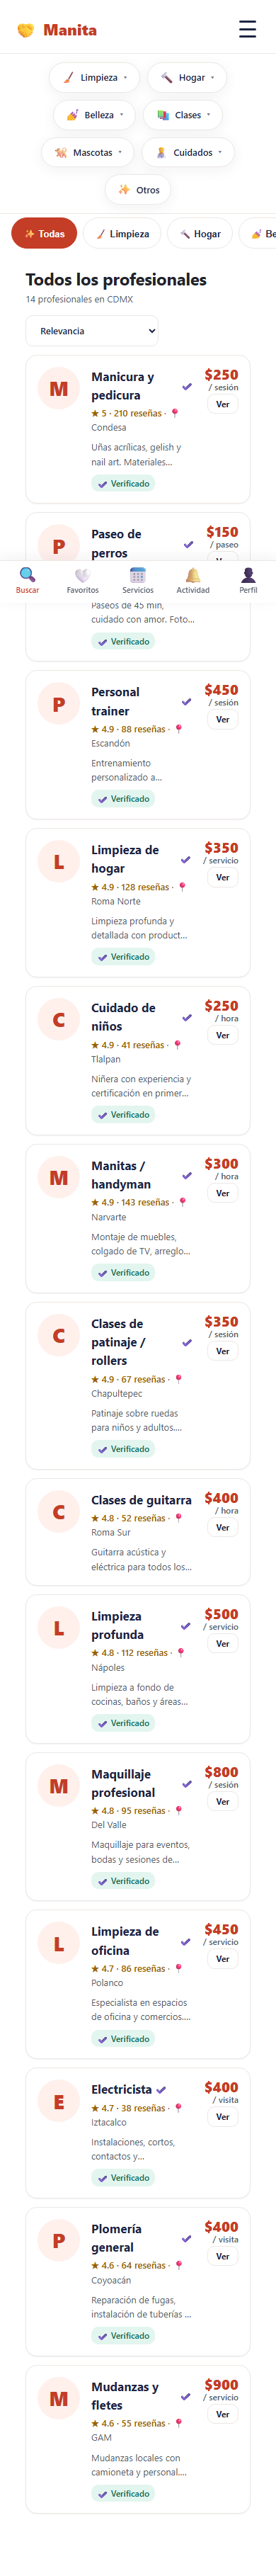 Manita
Limpieza
Hogar
Belleza
Clases
Mascotas
Cuidados
Otros
Todas
Limpieza
Hogar
Be
Todos los profesionales
14 profesionales en CDMX
Relevancia
M
Manicura y
pedicura
★ 5 · 210 reseñas ·
Condesa
Uñas acrílicas, gelish y
nail art. Materiales...
Verificado
$250
/ sesión
Ver
P
Paseo de
perros
$150
/ paseo
Buscar
Favoritos
Servicios
Actividad
Perfil
Paseos de 45 min,
cuidado con amor. Foto...
Verificado
P
Personal
trainer
★ 4.9 · 88 reseñas ·
Escandón
Entrenamiento
personalizado a...
Verificado
$450
/ sesión
Ver
L
Limpieza de
hogar
★ 4.9 · 128 reseñas ·
Roma Norte
Limpieza profunda y
detallada con product...
Verificado
$350
/ servicio
Ver
C
Cuidado de
niños
★ 4.9 · 41 reseñas ·
Tlalpan
Niñera con experiencia y
certificación en primer...
Verificado
$250
/ hora
Ver
M
Manitas /
handyman
★ 4.9 · 143 reseñas ·
Narvarte
Montaje de muebles,
colgado de TV, arreglo...
Verificado
$300
/ hora
Ver
C
Clases de
patinaje /
rollers
★ 4.9 · 67 reseñas ·
Chapultepec
Patinaje sobre ruedas
para niños y adultos....
Verificado
$350
/ sesión
Ver
C
Clases de guitarra
★ 4.8 · 52 reseñas ·
Roma Sur
Guitarra acústica y
eléctrica para todos los...
$400
/ hora
Ver
L
Limpieza
profunda
★ 4.8 · 112 reseñas ·
Nápoles
Limpieza a fondo de
cocinas, baños y áreas...
Verificado
$500
/ servicio
Ver
M
Maquillaje
profesional
★ 4.8 · 95 reseñas ·
Del Valle
Maquillaje para eventos,
bodas y sesiones de...
Verificado
$800
/ sesión
Ver
L
Limpieza de
oficina
★ 4.7 · 86 reseñas ·
Polanco
Especialista en espacios
de oficina y comercios....
Verificado
$450
/ servicio
Ver
E
Electricista
★ 4.7 · 38 reseñas ·
Iztacalco
Instalaciones, cortos,
contactos y...
Verificado
$400
/ visita
Ver
P
Plomería
general
★ 4.6 · 64 reseñas ·
Coyoacán
Reparación de fugas,
instalación de tuberías ...
Verificado
$400
/ visita
Ver
M
Mudanzas y
fletes
★ 4.6 · 55 reseñas ·
GAM
Mudanzas locales con
camioneta y personal....
Verificado
$900
/ servicio
Ver